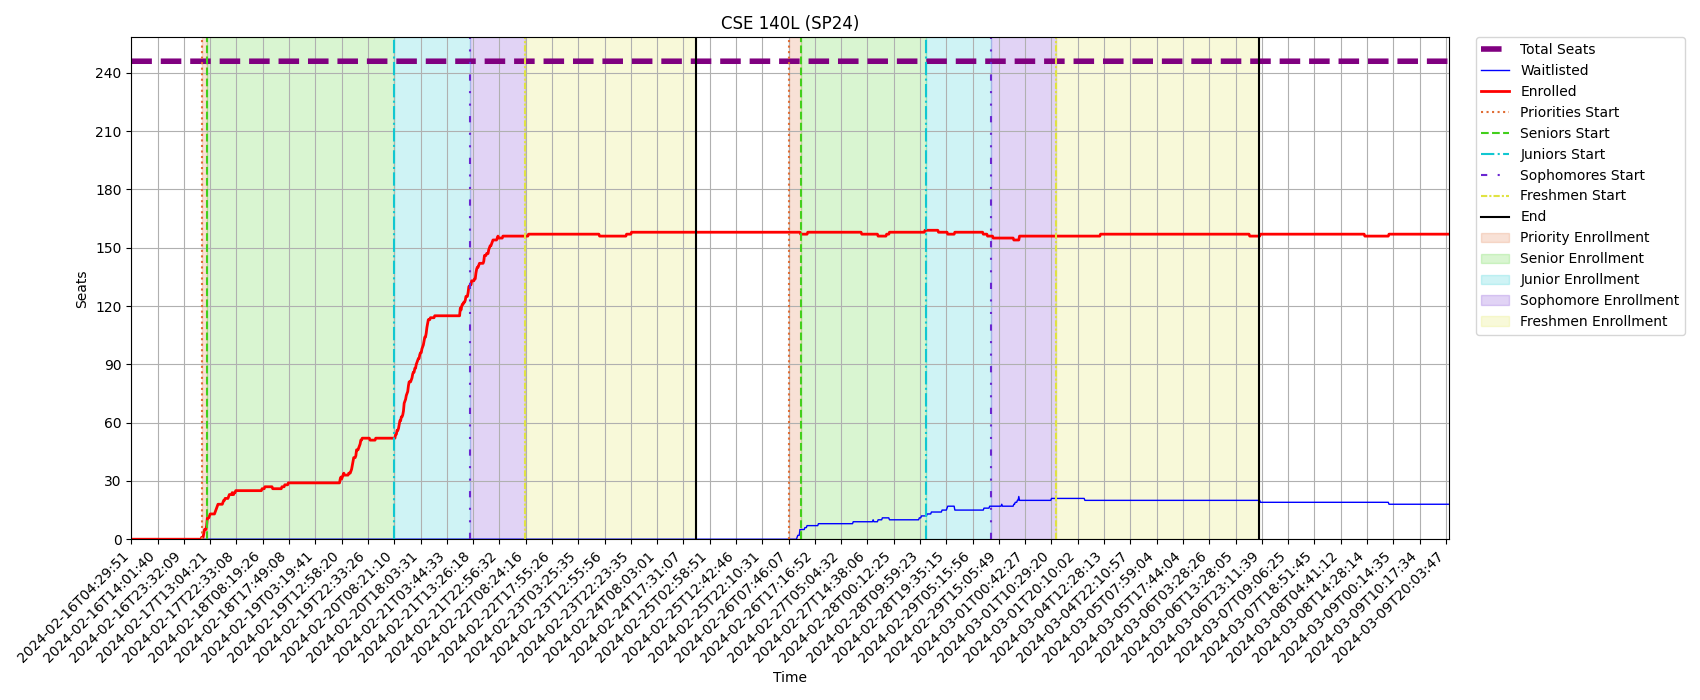 CSE 140L (SP24)
Seats
240
210
180
150
120
90
60
30
0
2024-02-16T04:29:51
2024-02-16T14:01:40
2024-02-16T23:32:09
2024-02-17T13:04:21
2024-02-17T22:33:08
2024-02-18T08:19:26
2024-02-18T17:49:08
2024-02-19T03:19:41
2024-02-19T12:58:20
2024-02-19T22:33:26
2024-02-20T08:21:10
2024-02-20T18:03:31
2024-02-21T03:44:33
2024-02-21T13:26:18
2024-02-21T22:56:32
2024-02-22T08:24:16
2024-02-22T17:55:26
2024-02-23T03:25:35
2024-02-23T12:55:56
2024-02-23T22:23:35
2024-02-24T08:03:01
2024-02-24T17:31:07
2024-02-25T02:58:51
2024-02-25T12:42:46
2024-02-25T22:10:31
2024-02-26T07:46:07
2024-02-26T17:16:52
2024-02-27T05:04:32
2024-02-27T14:38:06
2024-02-28T00:12:25
2024-02-28T09:59:23
2024-02-28T19:35:15
2024-02-29T05:15:56
2024-02-29T15:05:49
2024-03-01T00:42:27
2024-03-01T10:29:20
2024-03-01T20:10:02
2024-03-04T12:28:13
2024-03-04T22:10:57
2024-03-05T07:59:04
2024-03-05T17:44:04
2024-03-06T03:28:26
2024-03-06T13:28:05
2024-03-06T23:11:39
2024-03-07T09:06:25
2024-03-07T18:51:45
2024-03-08T04:41:12
2024-03-08T14:28:14
2024-03-09T00:14:35
2024-03-09T10:17:34
2024-03-09T20:03:47
Time
Total Seats
Waitlisted
Enrolled
Priorities Start
Seniors Start
Juniors Start
Sophomores Start
Freshmen Start
End
Priority Enrollment
Senior Enrollment
Junior Enrollment
Sophomore Enrollment
Freshmen Enrollment